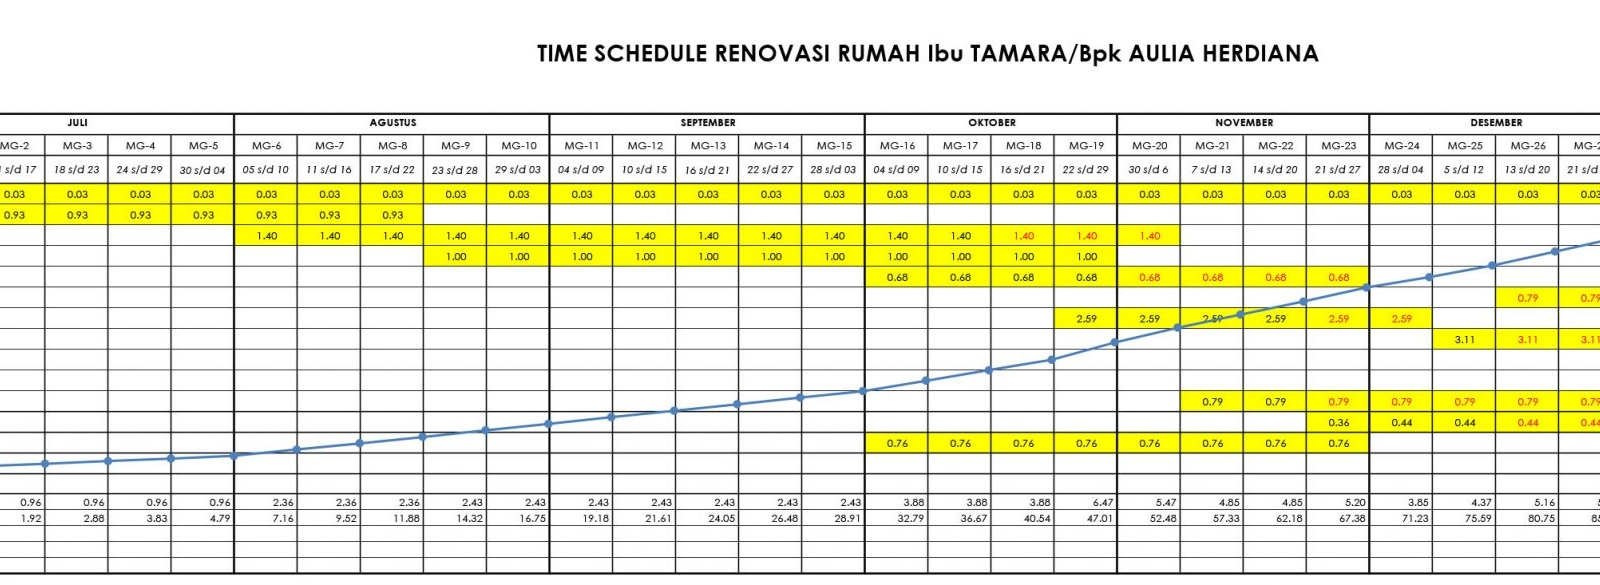 TIME SCHEDULE RENOVASI RUMAH Ibu TAMARA/Bpk AULIA HERDIANA
JULI AGUSTUS SEPTEMBER OKTOBER NOVEMBER DESEMBER
MG-2 MG-3 MG-4 MG-5 MG-6 MG-7 MG-8 MG-9 MG-10 MG-11 MG-12 MG-13 MG-14 MG-15 MG-16 MG-17 MG-18 MG-19 MG-20 MG-21 MG-22 MG-23 MG-24 MG-25 MG-26 MG-2
s/d 17 18 s/d 23 24 s/d 29 30 s/d 04 05 s/d 10 11 s/d 16 17 s/d 22 23 s/d 28 29 s/d 03 04 s/d 09 10 s/d 15 16 s/d 21 22 s/d 27 28 s/d 03 04 s/d 09 10 s/d 15 16 s/d 21 22 s/d 29 30 s/d 6 7 s/d 13 14 s/d 20 21 s/d 27 28 s/d 04 5 s/d 12 13 s/d 20 21 s/d
0.03 0.03 0.03 0.03 0.03 0.03 0.03 0.03 0.03 0.03 0.03 0.03 0.03 0.03 0.03 0.03 0.03 0.03 0.03 0.03 0.03 0.03 0.03 0.03 0.03 0.03
0.93 0.93 0.93 0.93 0.93 0.93 0.93
1.40 1.40 1.40 1.40 1.40 1.40 1.40 1.40 1.40 1.40 1.40 1.40 1.40 1.40 1.40
1.00 1.00 1.00 1.00 1.00 1.00 1.00 1.00 1.00 1.00 1.00
0.68 0.68 0.68 0.68 0.68 0.68 0.68 0.68
0.79 0.79
2.59 2.59 2.59 2.59 2.59 2.59
3.11 3.11 3.11
0.79 0.79 0.79 0.79 0.79 0.79 0.79
0.36 0.44 0.44 0.44 0.44
0.76 0.76 0.76 0.76 0.76 0.76 0.76 0.76
0.96 0.96 0.96 0.96 2.36 2.36 2.36 2.43 2.43 2.43 2.43 2.43 2.43 2.43 3.88 3.88 3.88 6.47 5.47 4.85 4.85 5.20 3.85 4.37 5.16
1.92 2.88 3.83 4.79 7.16 9.52 11.88 14.32 16.75 19.18 21.61 24.05 26.48 28.91 32.79 36.67 40.54 47.01 52.48 57.33 62.18 67.38 71.23 75.59 80.75